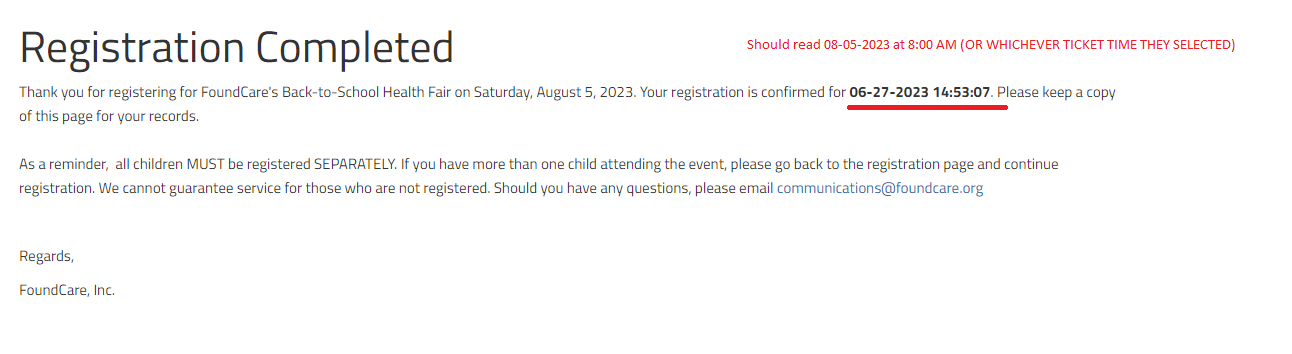 Registration Completed
Should read 08-05-2023 at 8:00 AM (OR WHICHEVER TICKET TIME THEY SELECTED)
Thank you for registering for FoundCare's Back-to-School Health Fair on Saturday, August 5, 2023. Your registration is confirmed for 06-27-2023 14:53:07. Please keep a copy
of this page for your records.
As a reminder,  all children MUST be registered SEPARATELY. If you have more than one child attending the event, please go back to the registration page and continue
registration. We cannot guarantee service for those who are not registered. Should you have any questions, please email communications@foundcare.org
Regards,
FoundCare, Inc.